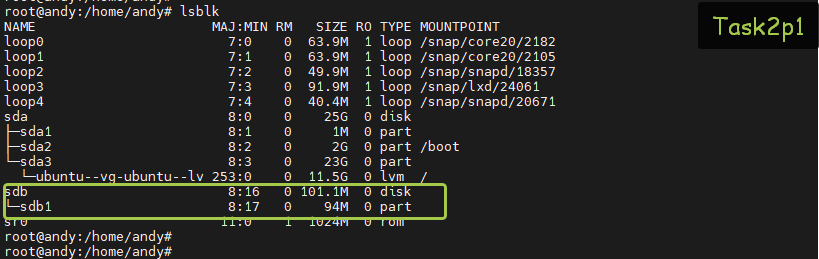 root@andy:/home/andy#
root@andy:/home/andy# lsblk
Task2p1
NAME                      MAJ:MIN RM   SIZE RO TYPE MOUNTPOINT
loop0                       7:0    0  63.9M  1 loop /snap/core20/2182
loop1                       7:1    0  63.9M  1 loop /snap/core20/2105
loop2                       7:2    0  49.9M  1 loop /snap/snapd/18357
loop3                       7:3    0  91.9M  1 loop /snap/lxd/24061
loop4                       7:4    0  40.4M  1 loop /snap/snapd/20671
sda                         8:0    0    25G  0 disk
├─sda1                      8:1    0     1M  0 part
├─sda2                      8:2    0     2G  0 part /boot
└─sda3                      8:3    0    23G  0 part
  └─ubuntu--vg-ubuntu--lv 253:0    0  11.5G  0 lvm  /
sdb                         8:16   0 101.1M  0 disk
└─sdb1                      8:17   0    94M  0 part
sr0                        11:0    1  1024M  0 rom
root@andy:/home/andy#
root@andy:/home/andy#